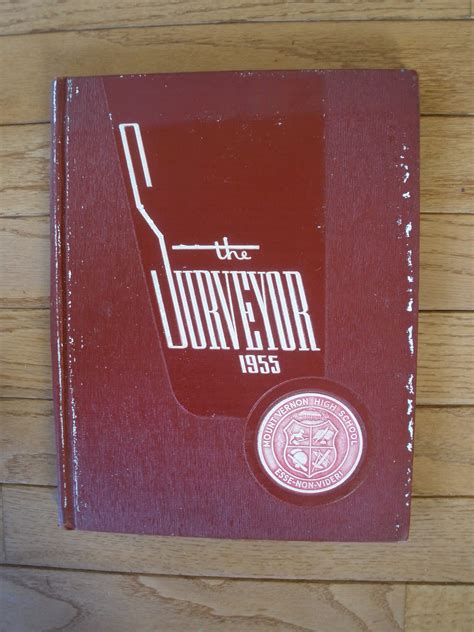 the
SURVEYOR
1955
MOUNT VERNON HIGH SCHOOL
ESSE-NON-VIDERI